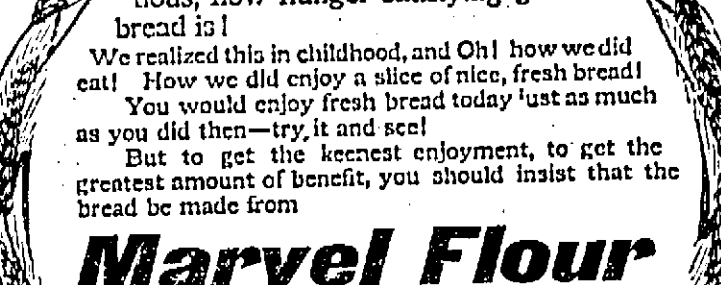 bread is!
We realized this in childhood, and Oh! how we did
eat! How we did enjoy a slice of nice, fresh bread!
You would enjoy fresh bread today just as much
as you did then—try, it and see!
But to get the keenest enjoyment, to get the
greatest amount of benefit, you should insist that the
bread be made from
Marvel Flour